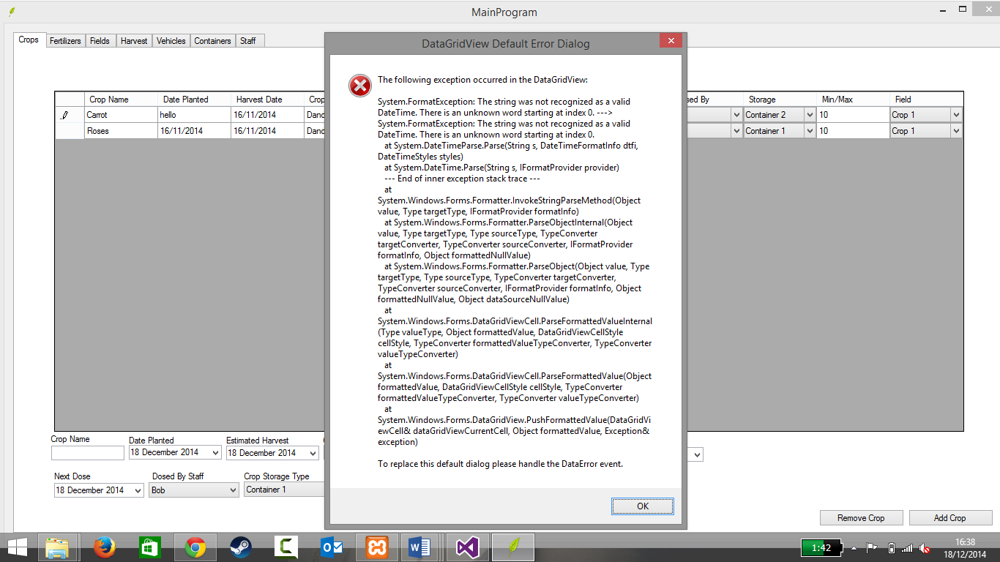 MainProgram
Crops Fertilizers Fields Harvest Vehicles Containers Staff
DataGridView Default Error Dialog
The following exception occurred in the DataGridView:
System.FormatException: The string was not recognized as a valid
DateTime. There is an unknown word starting at index 0. --->
System.FormatException: The string was not recognized as a valid
DateTime. There is an unknown word starting at index 0.
at System.DateTimeParse.Parse(String s, DateTimeFormatInfo dtfi,
DateTimeStyles styles)
at System.DateTime.Parse(String s, IFormatProvider provider)
--- End of inner exception stack trace ---
at
System.Windows.Forms.Formatter.InvokeStringParseMethod(Object
value, Type targetType, IFormatProvider formatInfo)
at System.Windows.Forms.Formatter.ParseObjectInternal(Object
value, Type targetType, Type sourceType, TypeConverter
targetConverter, TypeConverter sourceConverter, IFormatProvider
formatInfo, Object formattedNullValue)
at System.Windows.Forms.Formatter.ParseObject(Object value, Type
targetType, Type sourceType, TypeConverter targetConverter,
TypeConverter sourceConverter, IFormatProvider formatInfo, Object
formattedNullValue, Object dataSourceNullValue)
at
System.Windows.Forms.DataGridViewCell.ParseFormattedValueInternal
(Type valueType, Object formattedValue, DataGridViewCellStyle
cellStyle, TypeConverter formattedValueTypeConverter, TypeConverter
valueTypeConverter)
at
System.Windows.Forms.DataGridViewCell.ParseFormattedValue(Object
formattedValue, DataGridViewCellStyle cellStyle, TypeConverter
formattedValueTypeConverter, TypeConverter valueTypeConverter)
at
System.Windows.Forms.DataGridView.PushFormattedValue(DataGridVi
ewCell& dataGridViewCurrentCell, Object formattedValue, Exception&
exception)
To replace this default dialog please handle the DataError event.
OK
Crop Name Date Planted Harvest Date Crop sed By Storage Min/Max Field
Carrot hello 16/11/2014 Dand Container 2 10 Crop 1
Roses 16/11/2014 16/11/2014 Dand Container 1 10 Crop 1
Crop Name Date Planted Estimated Harvest
18 December 2014 18 December 2014
Next Dose Dosed By Staff Crop Storage Type
18 December 2014 Bob Container 1
Remove Crop Add Crop
1:42
16:38
18/12/2014